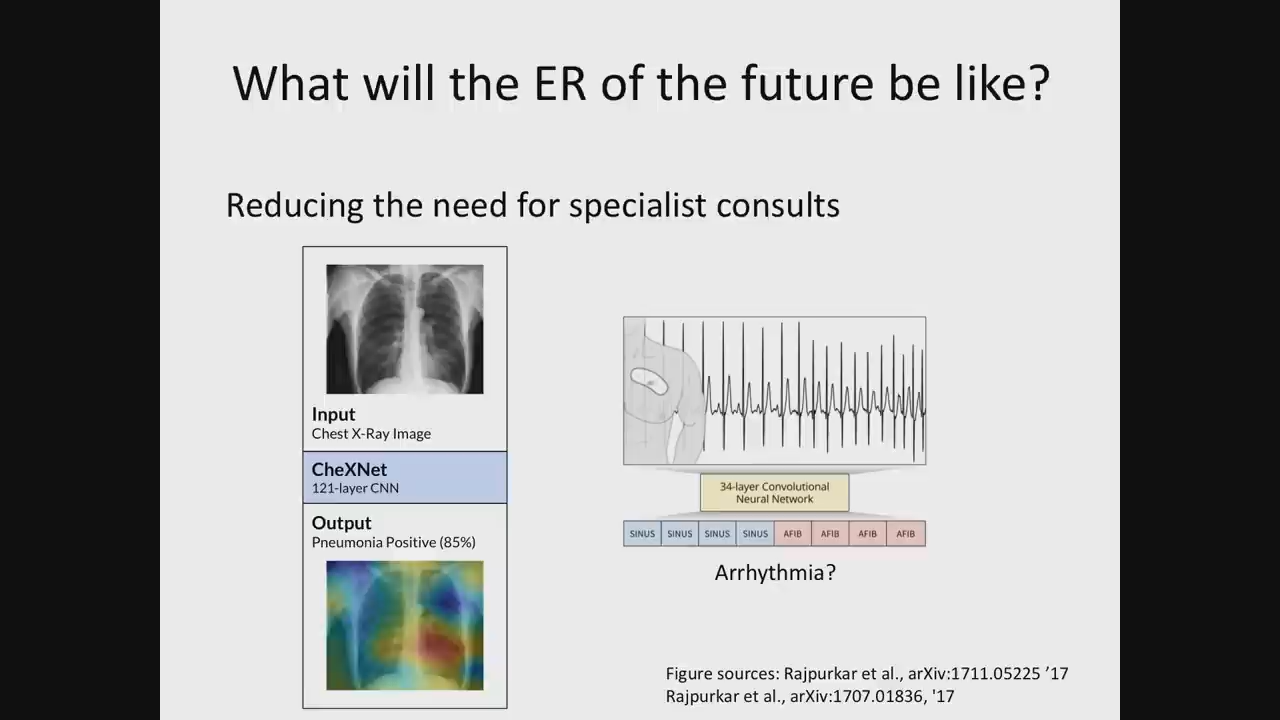 What will the ER of the future be like?
Reducing the need for specialist consults
Input
Chest X-Ray Image
CheXNet
121-layer CNN
Output
Pneumonia Positive (85%)
34-layer Convolutional
Neural Network
SINUS SINUS SINUS SINUS AFIB AFIB AFIB AFIB
Arrhythmia?
Figure sources: Rajpurkar et al., arXiv:1711.05225 ’17
Rajpurkar et al., arXiv:1707.01836, '17